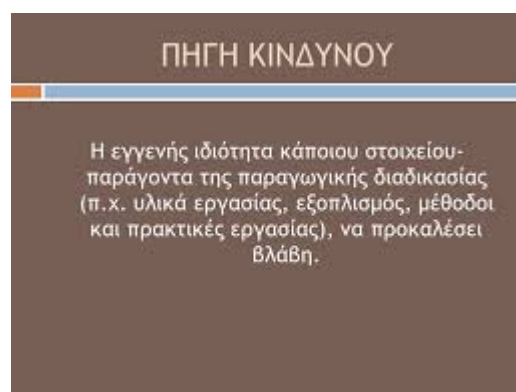 ΠΗΓΗ ΚΙΝΔΥΝΟΥ
Η εγγενής ιδιότητα κάποιου στοιχείου-
παράγοντα της παραγωγικής διαδικασίας
(π.χ. υλικά εργασίας, εξοπλισμός, μέθοδοι
και πρακτικές εργασίας), να προκαλέσει
βλάβη.